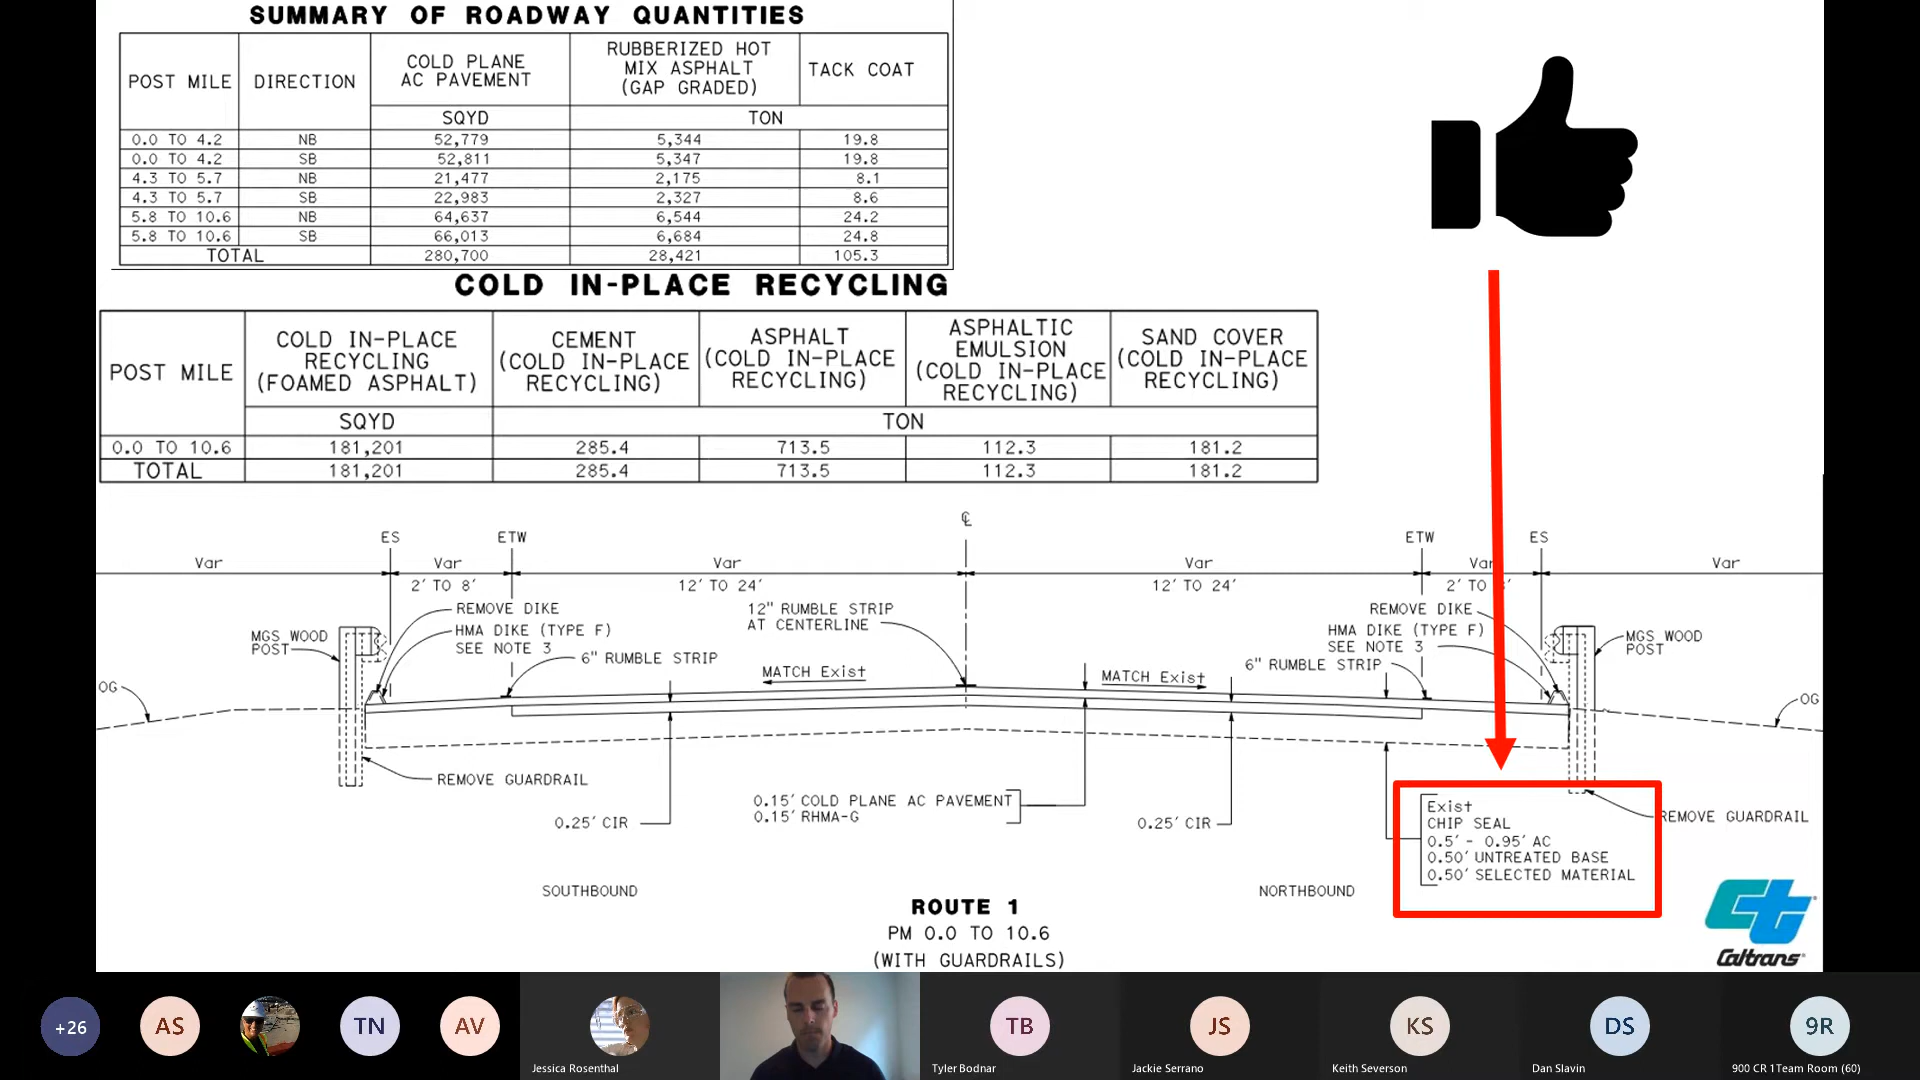 SUMMARY OF ROADWAY QUANTITIES
POST MILE DIRECTION COLD PLANE AC PAVEMENT RUBBERIZED HOT MIX ASPHALT (GAP GRADED) TACK COAT
SQYD TON
0.0 TO 4.2 NB 52,779 5,344 19.8
0.0 TO 4.2 SB 52,811 5,347 19.8
4.3 TO 5.7 NB 21,477 2,175 8.1
4.3 TO 5.7 SB 22,983 2,327 8.6
5.8 TO 10.6 NB 64,637 6,544 24.2
5.8 TO 10.6 SB 66,013 6,684 24.8
TOTAL 280,700 28,421 105.3
COLD IN-PLACE RECYCLING
POST MILE COLD IN-PLACE RECYCLING (FOAMED ASPHALT) CEMENT (COLD IN-PLACE RECYCLING) ASPHALT (COLD IN-PLACE RECYCLING) ASPHALTIC EMULSION (COLD IN-PLACE RECYCLING) SAND COVER (COLD IN-PLACE RECYCLING)
SQYD TON
0.0 TO 10.6 181,201 285.4 713.5 112.3 181.2
TOTAL 181,201 285.4 713.5 112.3 181.2
℄
ES ETW ETW ES
Var Var Var Var Var Var
2' TO 8' 12' TO 24' 12' TO 24' 2' TO
REMOVE DIKE
HMA DIKE (TYPE F)
SEE NOTE 3
6" RUMBLE STRIP
12" RUMBLE STRIP
AT CENTERLINE
REMOVE DIKE
HMA DIKE (TYPE F)
SEE NOTE 3
6" RUMBLE STRIP
MGS WOOD
POST
MGS WOOD
POST
MATCH Exist MATCH Exist
OG OG
REMOVE GUARDRAIL
0.25' CIR
0.15' COLD PLANE AC PAVEMENT
0.15' RHMA-G
0.25' CIR
Exist
CHIP SEAL
0.5' - 0.95' AC
0.50' UNTREATED BASE
0.50' SELECTED MATERIAL
REMOVE GUARDRAIL
SOUTHBOUND NORTHBOUND
ROUTE 1
PM 0.0 TO 10.6
(WITH GUARDRAILS)
Ct
Caltrans
+26 AS TN AV TB JS KS DS 9R
Jessica Rosenthal Tyler Bodnar Jackie Serrano Keith Severson Dan Slavin 900 CR 1Team Room (60)